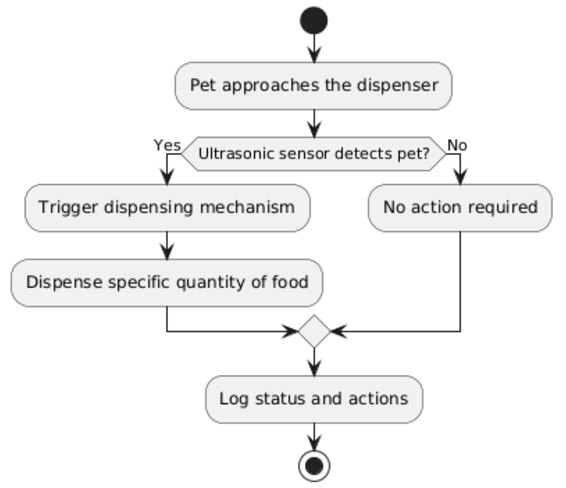 Pet approaches the dispenser
Yes
Ultrasonic sensor detects pet?
No
Trigger dispensing mechanism
No action required
Dispense specific quantity of food
Log status and actions